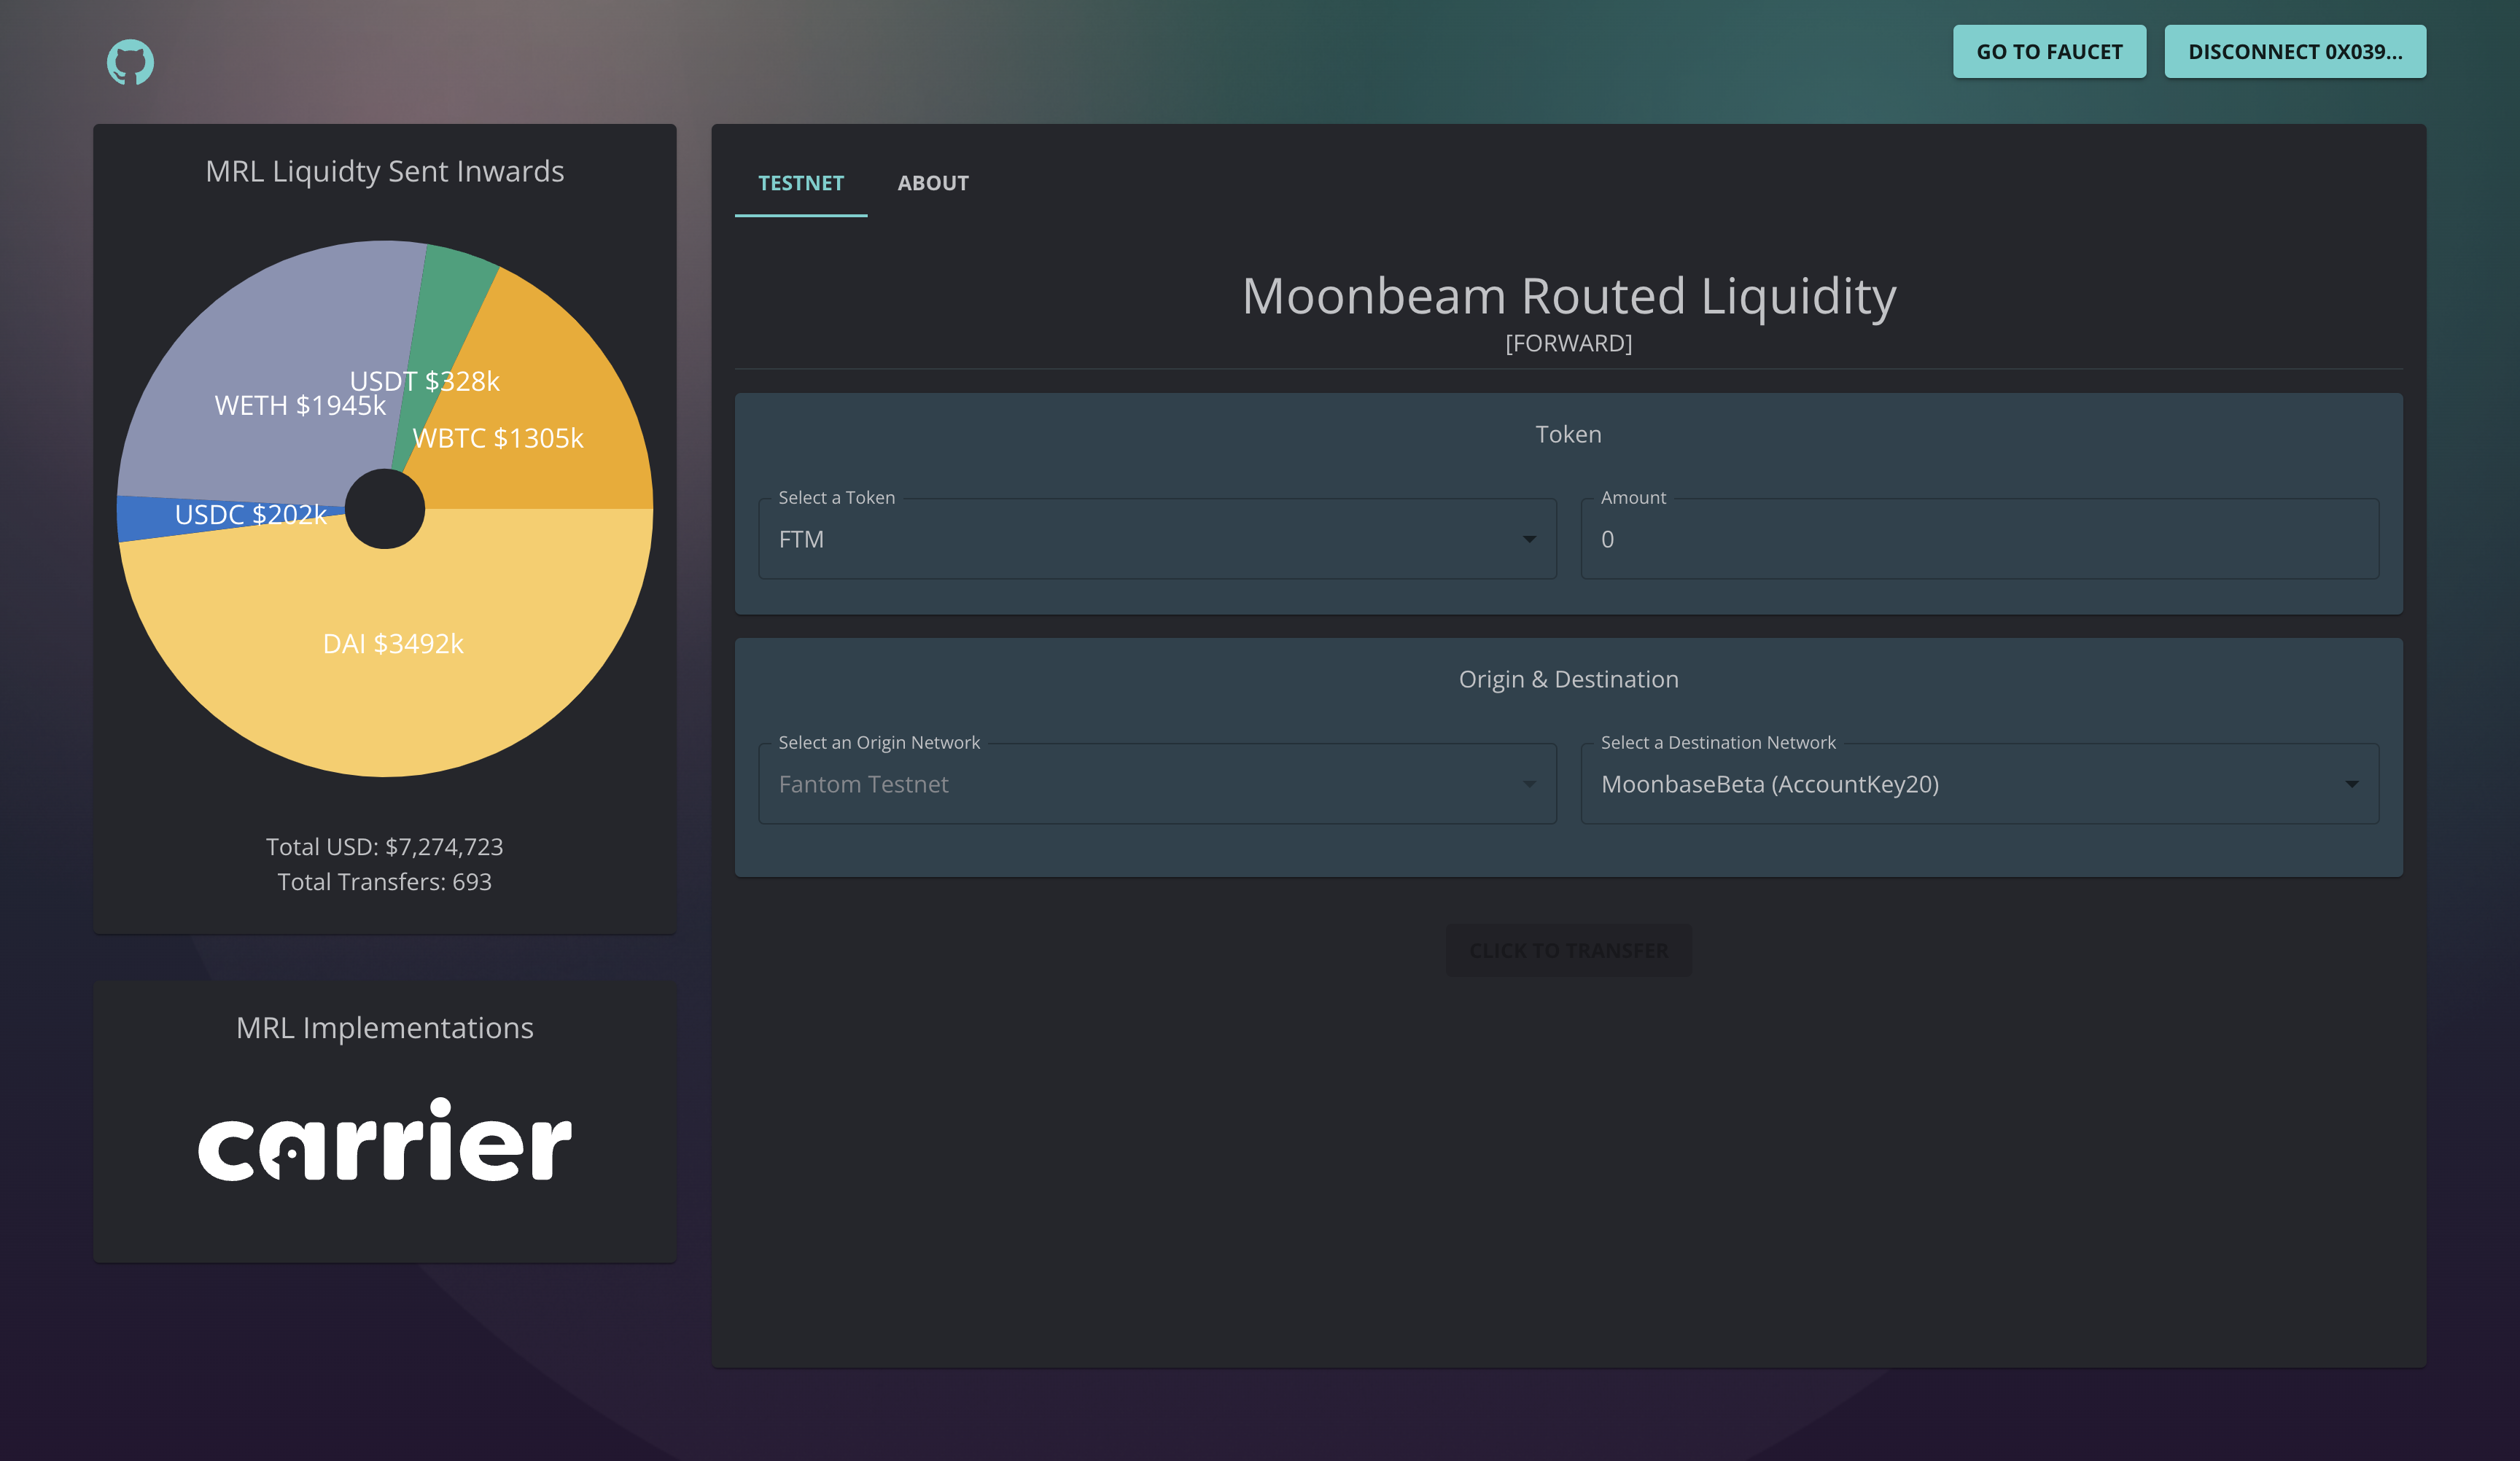 GO TO FAUCET
DISCONNECT 0X039...
MRL Liquidty Sent Inwards
USDT $328k
WETH $1945k
WBTC $1305k
USDC $202k
DAI $3492k
Total USD: $7,274,723
Total Transfers: 693
MRL Implementations
carrier
TESTNET
ABOUT
Moonbeam Routed Liquidity
[FORWARD]
Token
Select a Token
FTM
Amount
0
Origin & Destination
Select an Origin Network
Fantom Testnet
Select a Destination Network
MoonbaseBeta (AccountKey20)
CLICK TO TRANSFER